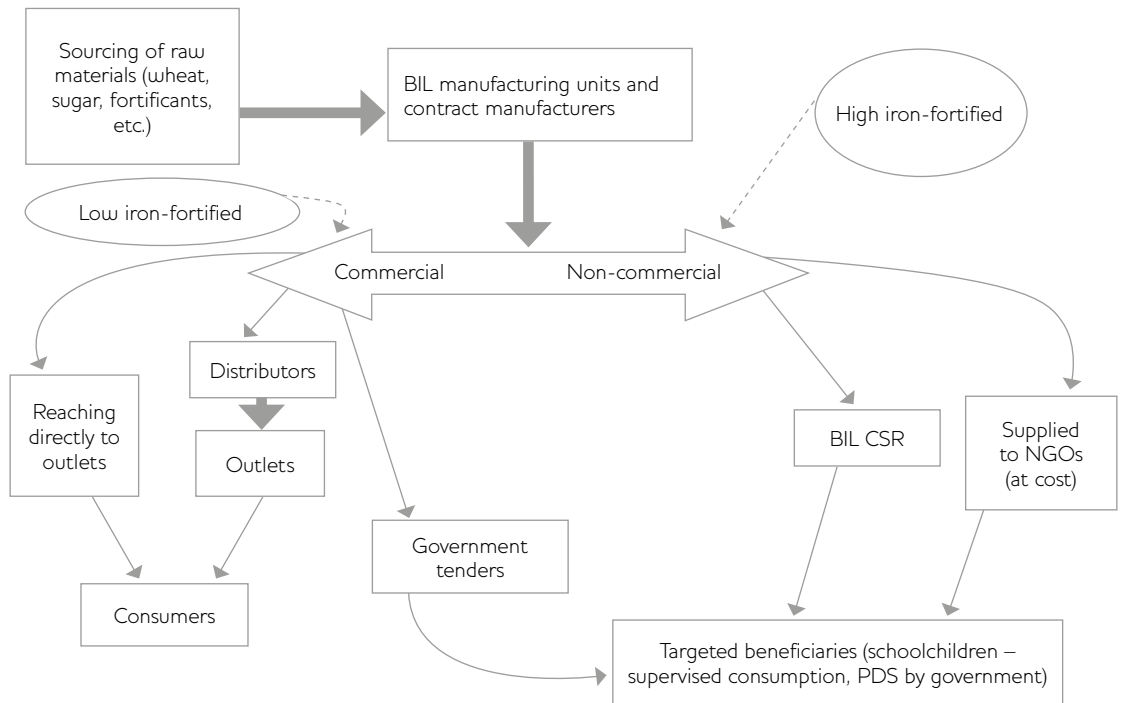 Sourcing of raw
materials (wheat,
sugar, fortificants,
etc.)
BIL manufacturing units and
contract manufacturers
High iron-fortified
Low iron-fortified
Commercial
Non-commercial
Distributors
Reaching
directly to
outlets
Outlets
BIL CSR
Supplied
to NGOs
(at cost)
Government
tenders
Consumers
Targeted beneficiaries (schoolchildren –
supervised consumption, PDS by government)